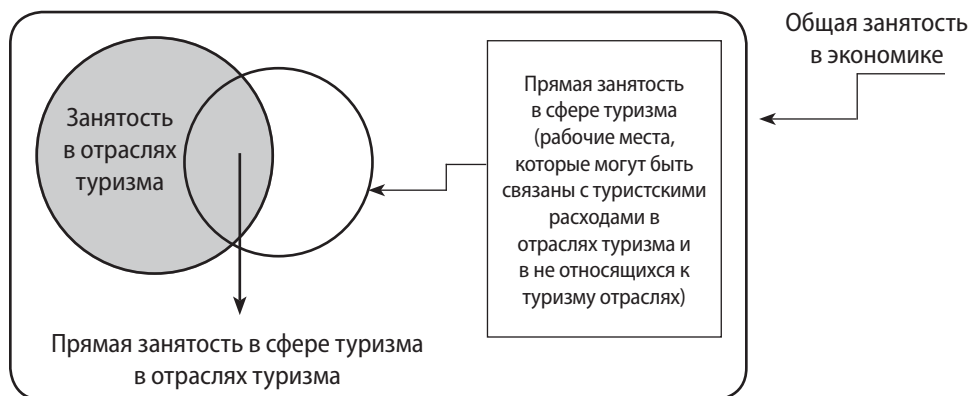 Общая занятость
в экономике
Занятость
в отраслях
туризма
Прямая занятость
в сфере туризма
(рабочие места,
которые могут быть
связаны с туристскими
расходами в
отраслях туризма и
в не относящихся к
туризму отраслях)
Прямая занятость в сфере туризма
в отраслях туризма